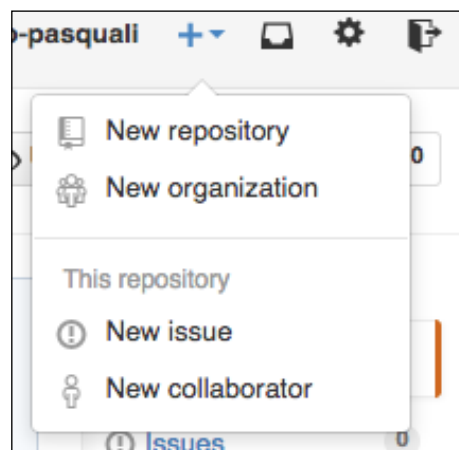 o-pasquali
New repository
0
New organization
This repository
New issue
New collaborator
Issues 0